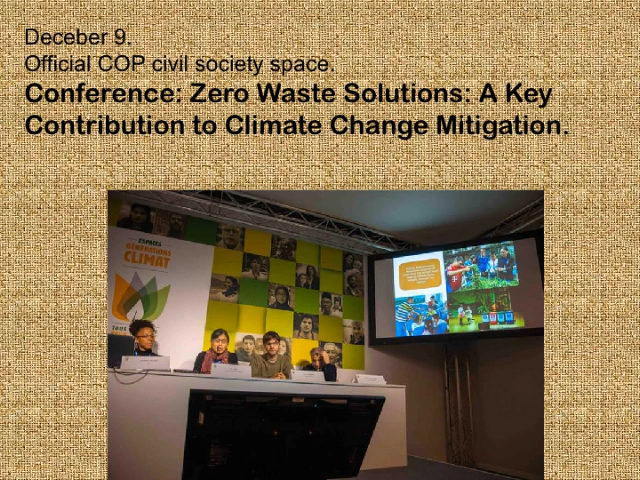 Deceber 9.
Official COP civil society space.
Conference: Zero Waste Solutions: A Key
Contribution to Climate Change Mitigation.
ESPACES
GENERATIONS
CLIMAT